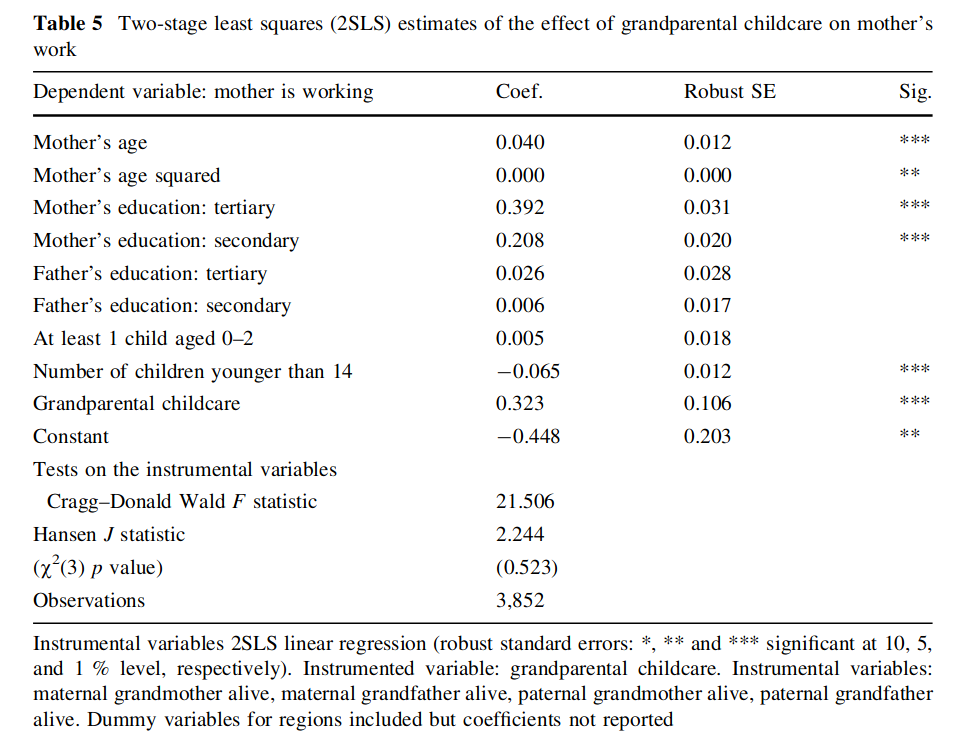 Table 5 Two-stage least squares (2SLS) estimates of the effect of grandparental childcare on mother's
work
Dependent variable: mother is working Coef. Robust SE Sig.
Mother's age 0.040 0.012 ***
Mother's age squared 0.000 0.000 **
Mother's education: tertiary 0.392 0.031 ***
Mother's education: secondary 0.208 0.020 ***
Father's education: tertiary 0.026 0.028
Father's education: secondary 0.006 0.017
At least 1 child aged 0–2 0.005 0.018
Number of children younger than 14 −0.065 0.012 ***
Grandparental childcare 0.323 0.106 ***
Constant −0.448 0.203 **
Tests on the instrumental variables
Cragg–Donald Wald F statistic 21.506
Hansen J statistic 2.244
(χ²(3) p value) (0.523)
Observations 3,852
Instrumental variables 2SLS linear regression (robust standard errors: *, ** and *** significant at 10, 5,
and 1 % level, respectively). Instrumented variable: grandparental childcare. Instrumental variables:
maternal grandmother alive, maternal grandfather alive, paternal grandmother alive, paternal grandfather
alive. Dummy variables for regions included but coefficients not reported